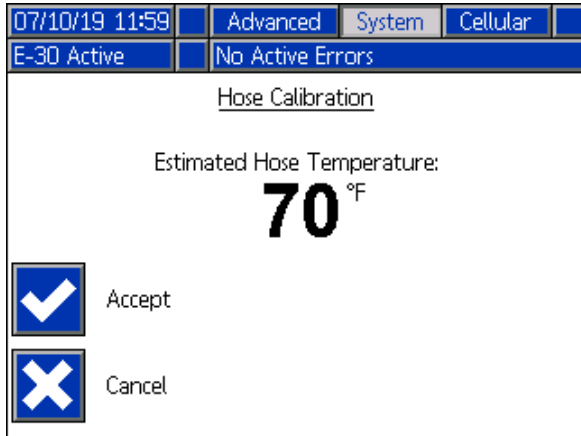 07/10/19 11:59 Advanced System Cellular
E-30 Active No Active Errors
Hose Calibration
Estimated Hose Temperature:
70 °F
Accept
Cancel